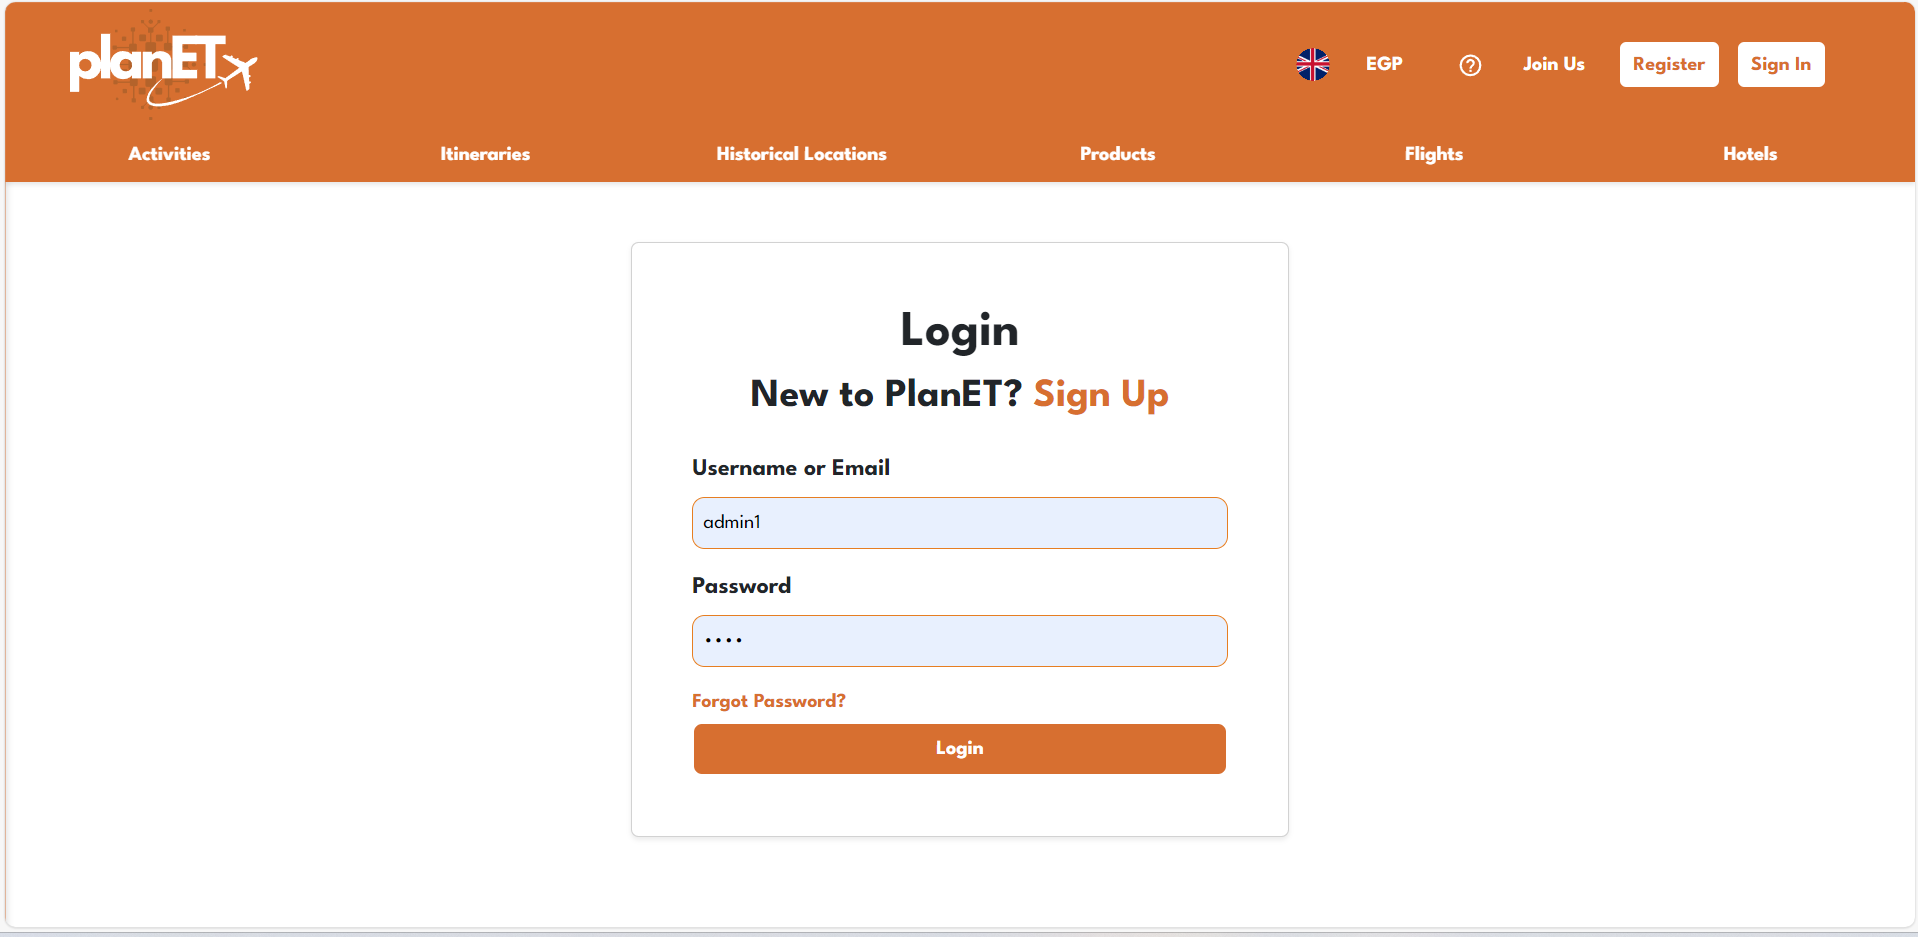 planET
EGP
Join Us
Register
Sign In
Activities
Itineraries
Historical Locations
Products
Flights
Hotels
Login
New to PlanET? Sign Up
Username or Email
admin1
Password
••••
Forgot Password?
Login